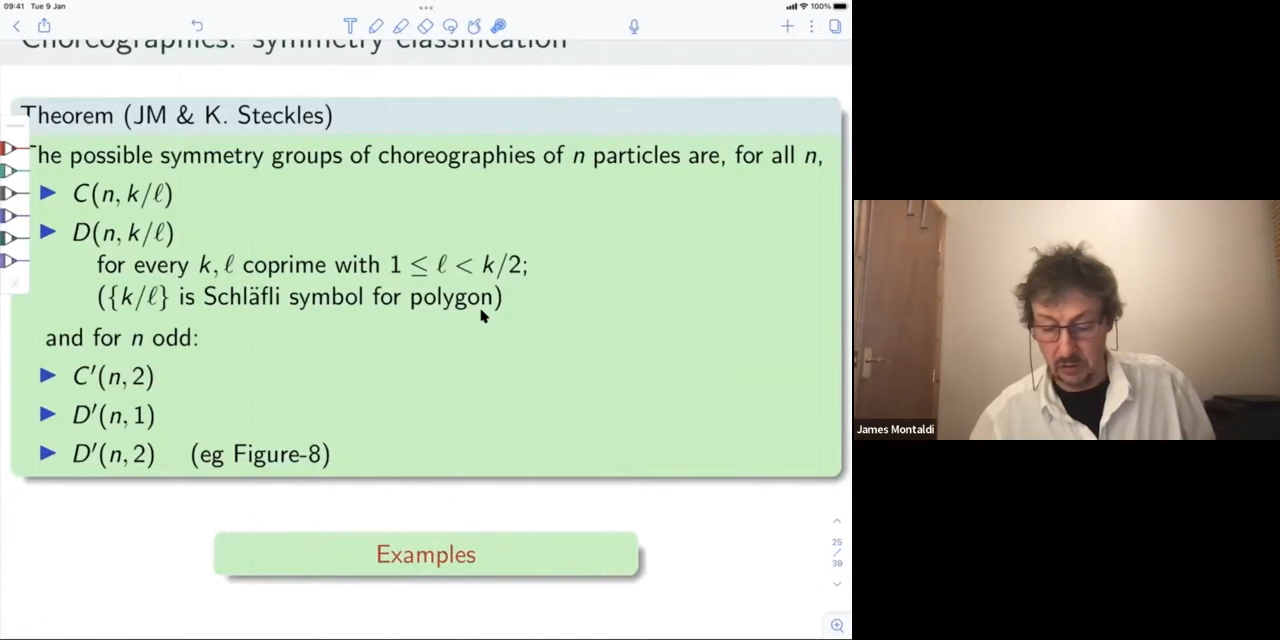 09:41 Tue 9 Jan
100%
Choreographies: symmetry classification
Theorem (JM & K. Steckles)
The possible symmetry groups of choreographies of n particles are, for all n,
▶ C(n, k/ℓ)
▶ D(n, k/ℓ)
for every k, ℓ coprime with 1 ≤ ℓ < k/2;
({k/ℓ} is Schläfli symbol for polygon)
and for n odd:
▶ C′(n, 2)
▶ D′(n, 1)
▶ D′(n, 2) (eg Figure-8)
Examples
25
/
39
James Montaldi